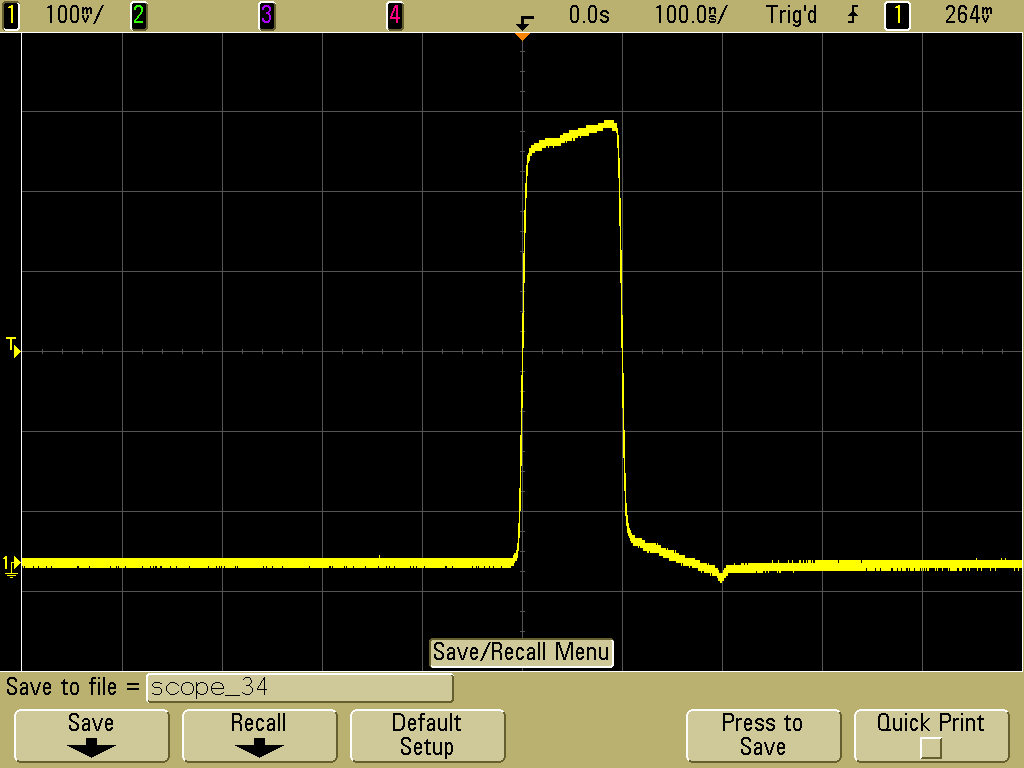 1 100mV/ 2 3 4 0.0s 100.0ns/ Trig'd 1 264mV
T
1
Save/Recall Menu
Save to file = scope_34
Save Recall Default Setup Press to Save Quick Print